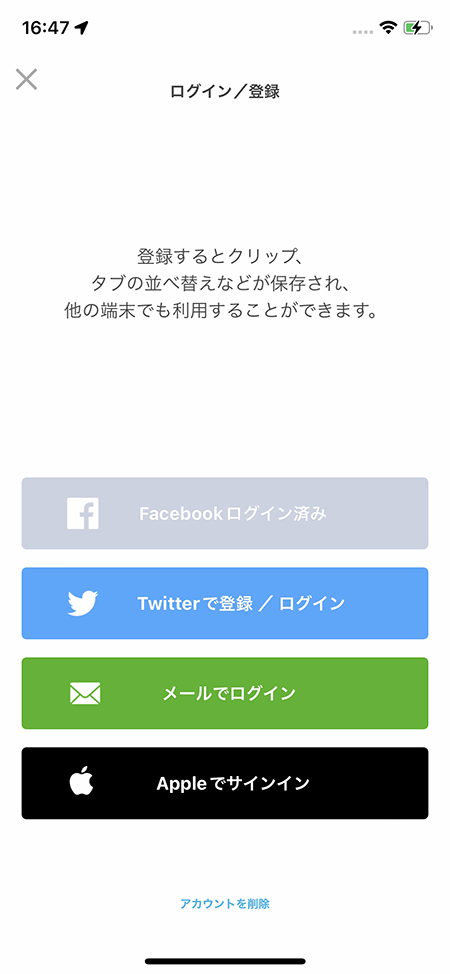 16:47
ログイン／登録
登録するとクリップ、
タブの並べ替えなどが保存され、
他の端末でも利用することができます。
Facebookログイン済み
Twitterで登録 ／ ログイン
メールでログイン
Appleでサインイン
アカウントを削除